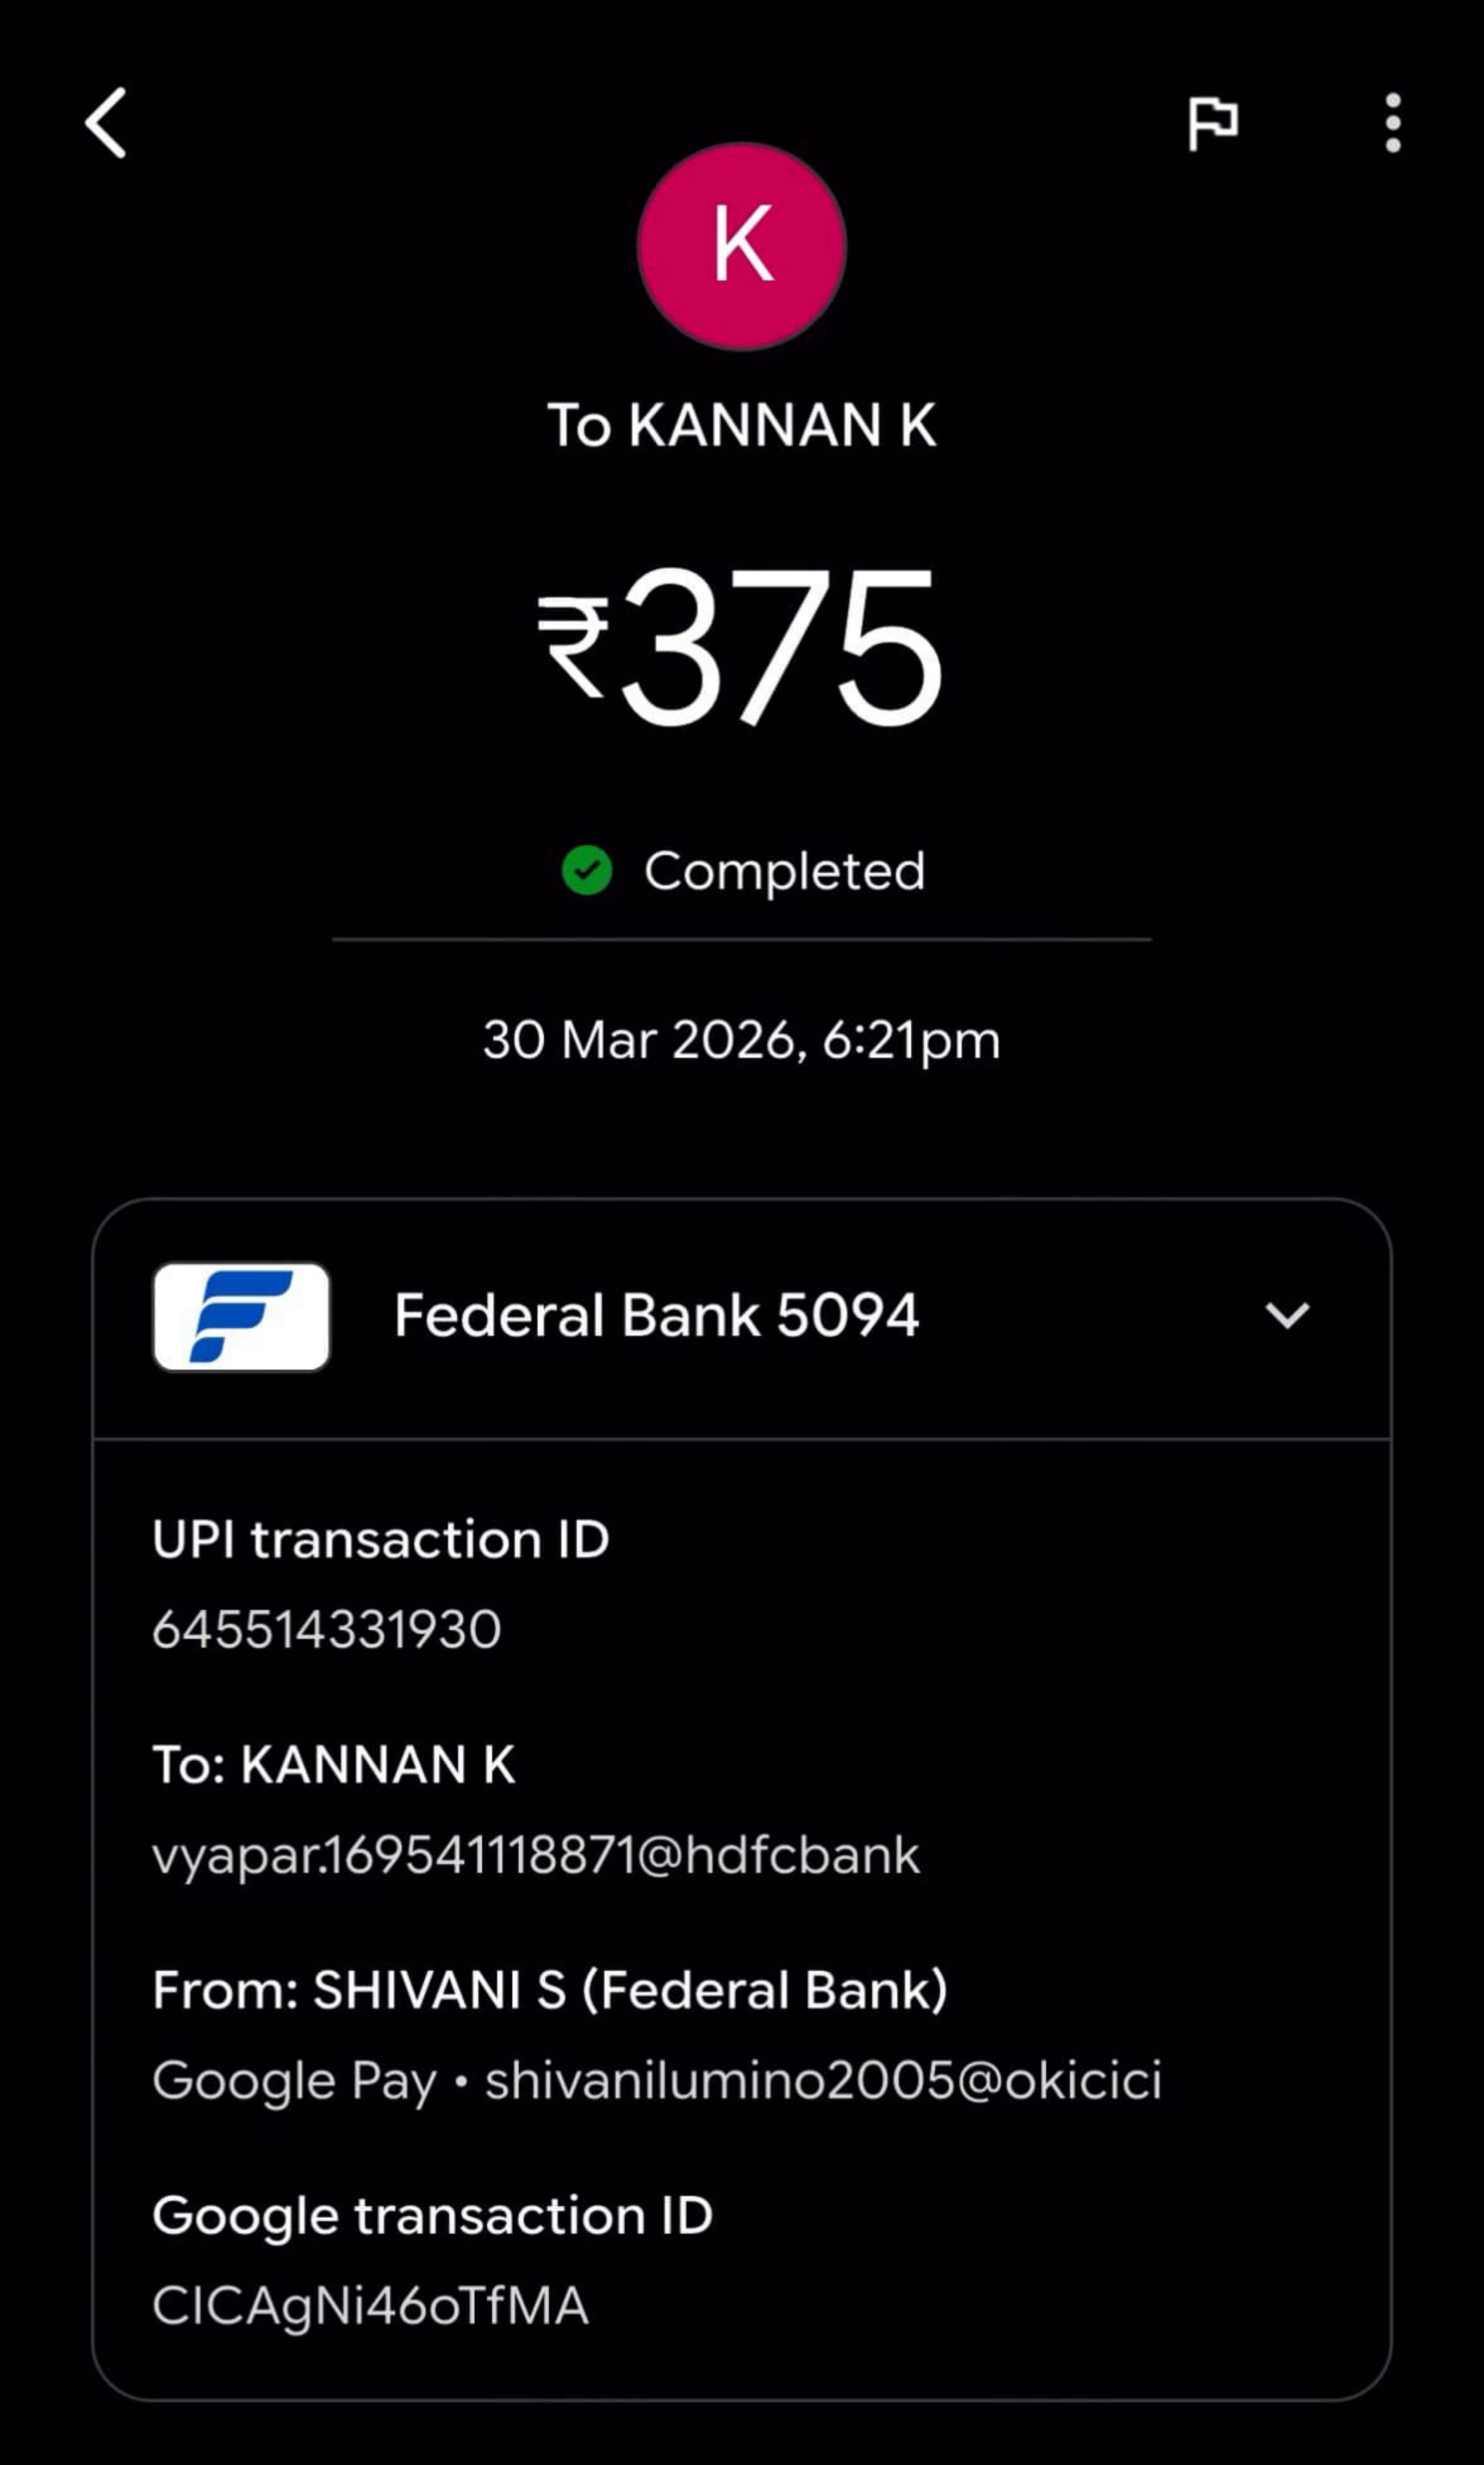 K
To KANNAN K
₹375
Completed
30 Mar 2026, 6:21pm
Federal Bank 5094
UPI transaction ID
645514331930
To: KANNAN K
vyapar.169541118871@hdfcbank
From: SHIVANI S (Federal Bank)
Google Pay • shivanilumino2005@okicici
Google transaction ID
CICAgNi46oTfMA